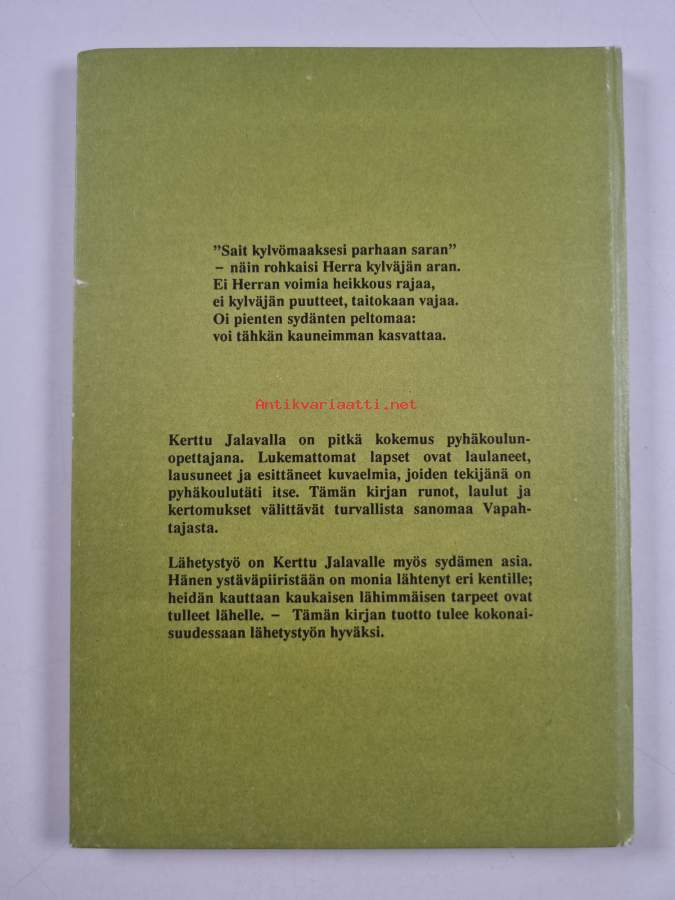 ”Sait kylvömaaksesi parhaan saran”
– näin rohkaisi Herra kylväjän aran.
Ei Herran voimia heikkous rajaa,
ei kylväjän puutteet, taitokaan vajaa.
Oi pienten sydänten peltomaa:
voi tähkän kauneimman kasvattaa.
Antikvariaatti.net
Kerttu Jalavalla on pitkä kokemus pyhäkoulun-
opettajana. Lukemattomat lapset ovat laulaneet,
lausuneet ja esittäneet kuvaelmia, joiden tekijänä on
pyhäkoulutäti itse. Tämän kirjan runot, laulut ja
kertomukset välittävät turvallista sanomaa Vapah-
tajasta.
Lähetystyö on Kerttu Jalavalle myös sydämen asia.
Hänen ystäväpiiristään on monia lähtenyt eri kentille;
heidän kauttaan kaukaisen lähimmäisen tarpeet ovat
tulleet lähelle. – Tämän kirjan tuotto tulee kokonai-
suudessaan lähetystyön hyväksi.